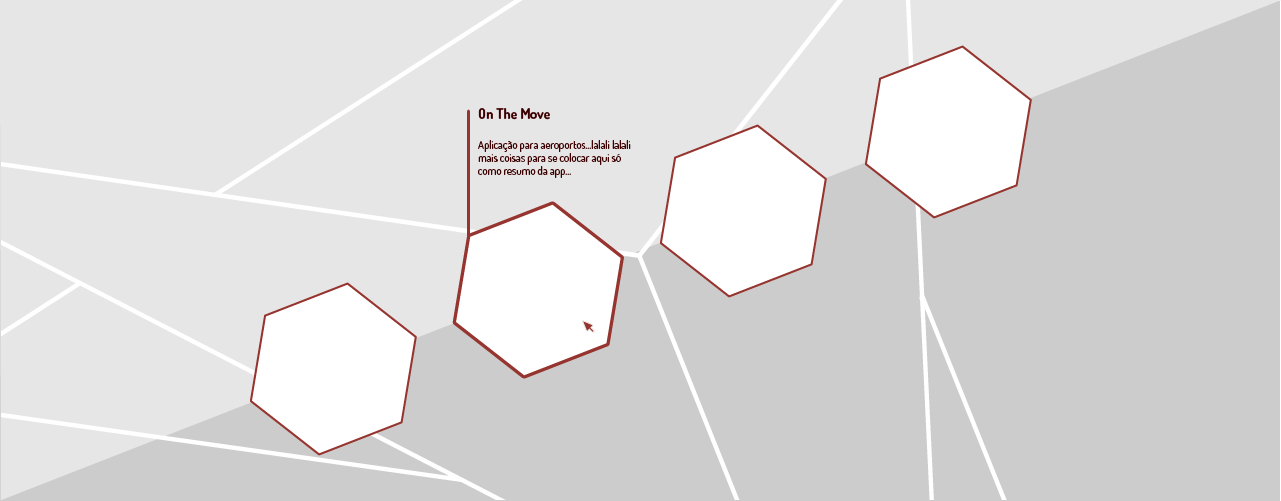 On The Move
Aplicação para aeroportos...lalali lalali
mais coisas para se colocar aqui só
como resumo da app...